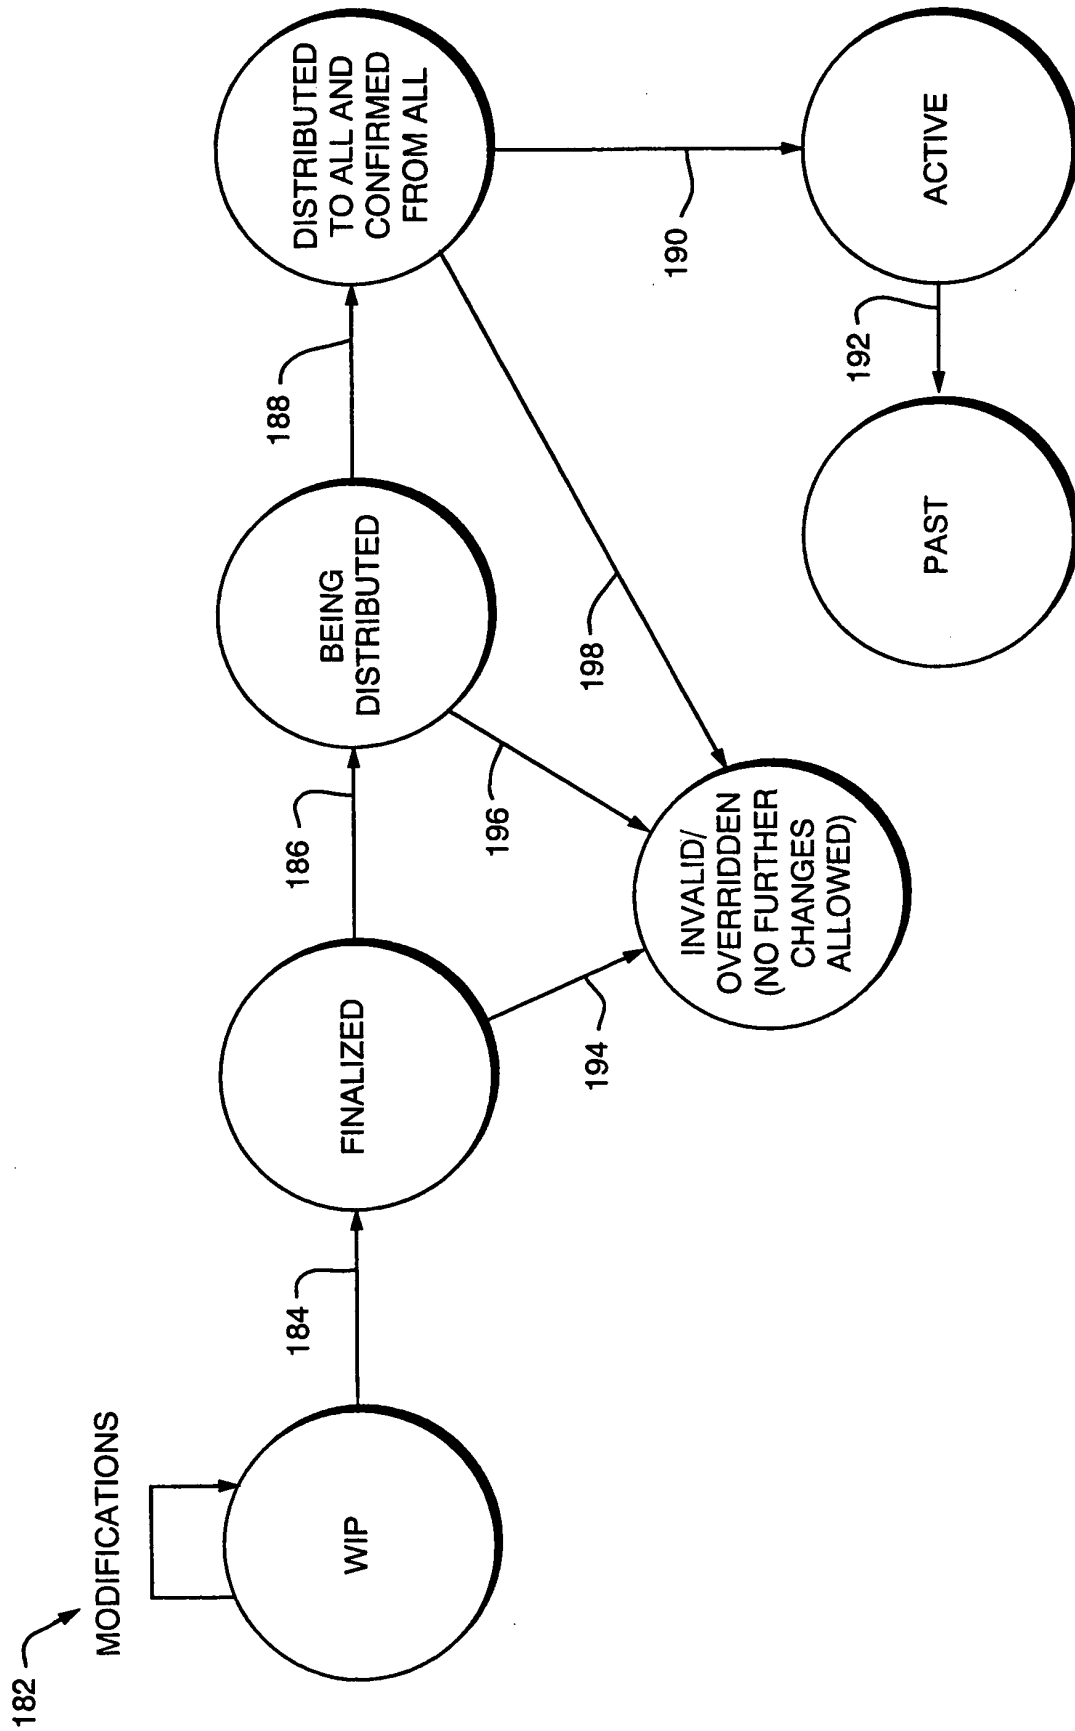 182
MODIFICATIONS
WIP
184
FINALIZED
186
BEING
DISTRIBUTED
188
DISTRIBUTED
TO ALL AND
CONFIRMED
FROM ALL
194
196
198
190
INVALID/
OVERRIDDEN
(NO FURTHER
CHANGES
ALLOWED)
PAST
192
ACTIVE